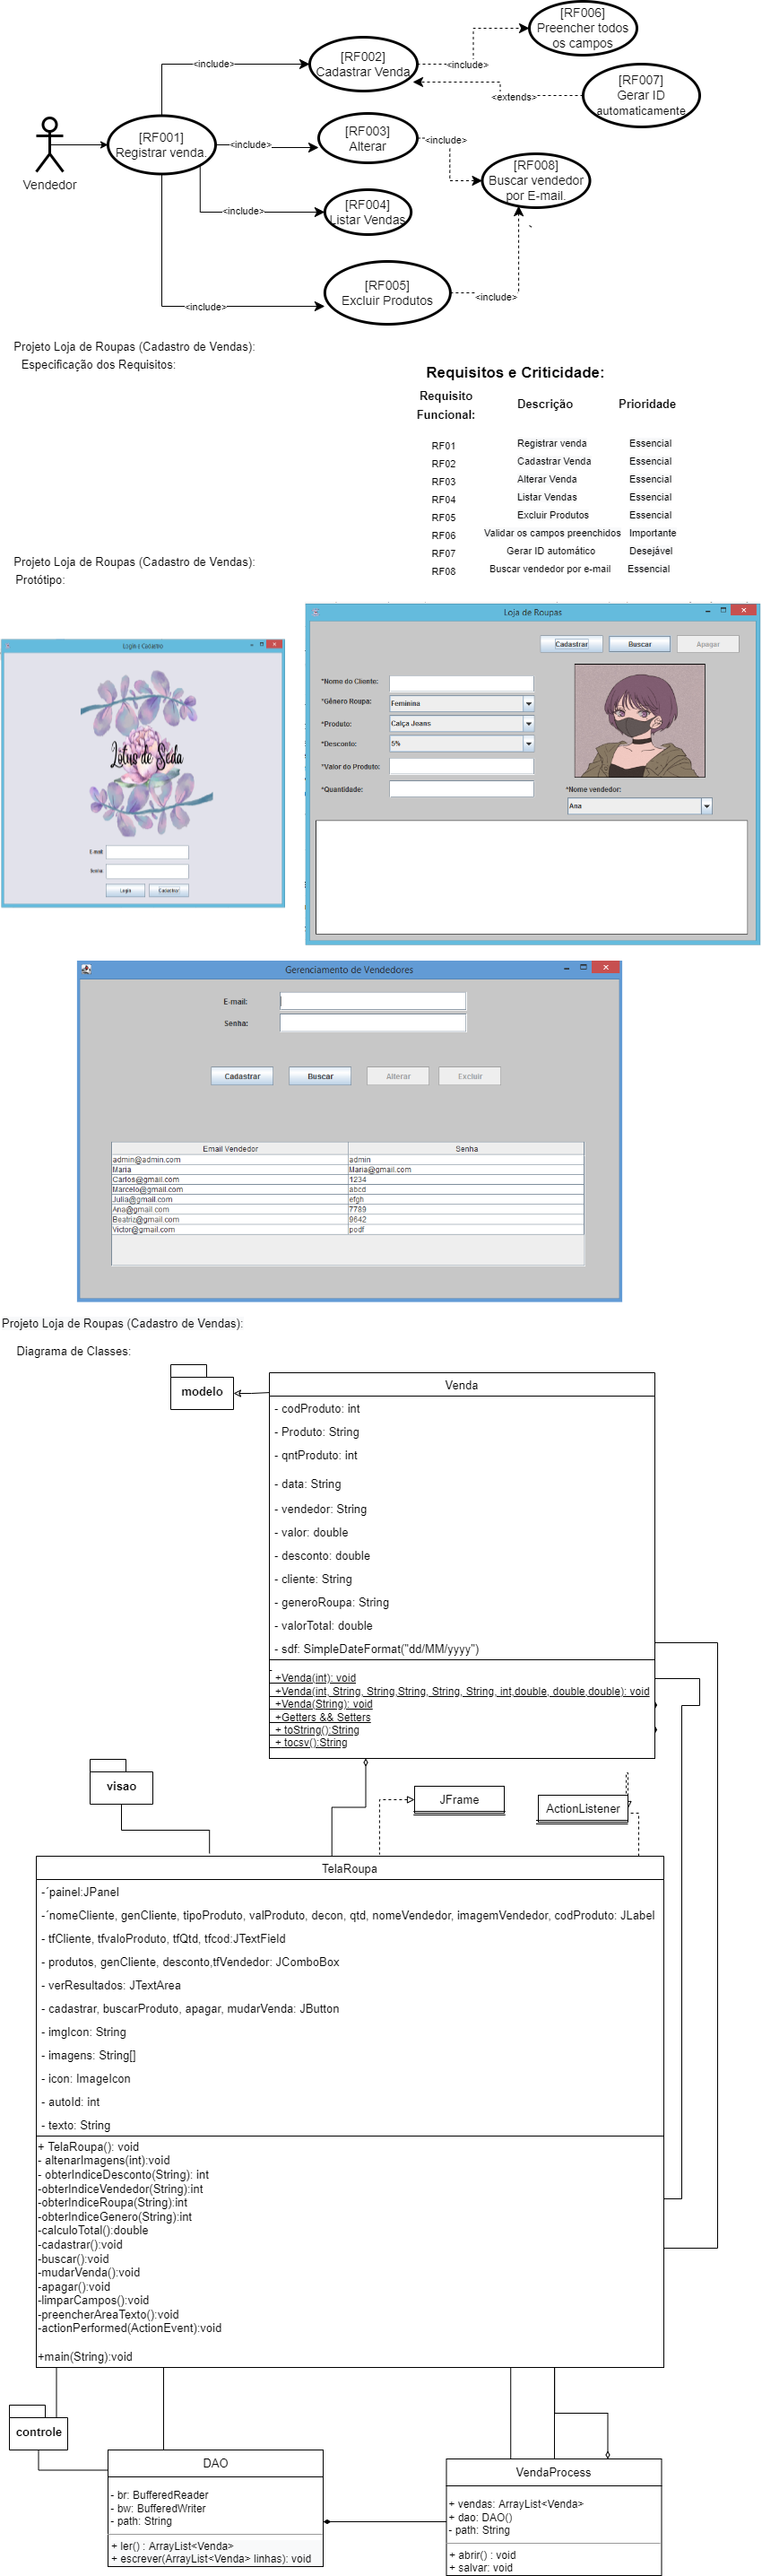 [RF006]
Preencher todos
os campos
[RF002]
Cadastrar Venda
<include>
<include>
[RF007]
Gerar ID
automaticamente
<extends>
[RF001]
Registrar venda.
<include>
[RF003]
Alterar
<include>
[RF008]
Buscar vendedor
por E-mail.
Vendedor
<include>
[RF004]
Listar Vendas
[RF005]
Excluir Produtos
<include>
<include>
Projeto Loja de Roupas (Cadastro de Vendas):
Especificação dos Requisitos:
Requisitos e Criticidade:
Requisito
Funcional:
Descrição
Prioridade
RF01 Registrar venda Essencial
RF02 Cadastrar Venda Essencial
RF03 Alterar Venda Essencial
RF04 Listar Vendas Essencial
RF05 Excluir Produtos Essencial
RF06 Validar os campos preenchidos Importante
RF07 Gerar ID automático Desejável
RF08 Buscar vendedor por e-mail Essencial
Projeto Loja de Roupas (Cadastro de Vendas):
Protótipo:
Login e Cadastro
Lotus de Seda
E-mail
Senha
Login Cadastrar
Loja de Roupas
Cadastrar Buscar Apagar
*Nome do Cliente:
*Gênero Roupa: Feminina
*Produto: Calça Jeans
*Desconto: 5%
*Valor do Produto:
*Quantidade:
*Nome vendedor:
Ana
Gerenciamento de Vendedores
E-mail:
Senha:
Cadastrar Buscar Alterar Excluir
Email Vendedor Senha
admin@admin.com admin
Maria Maria@gmail.com
Carlos@gmail.com 1234
Marcelo@gmail.com abcd
Julia@gmail.com efgh
Ana@gmail.com 7789
Beatriz@gmail.com 9642
Victor@gmail.com podf
Projeto Loja de Roupas (Cadastro de Vendas):
Diagrama de Classes:
modelo
Venda
- codProduto: int
- Produto: String
- qntProduto: int
- data: String
- vendedor: String
- valor: double
- desconto: double
- cliente: String
- generoRoupa: String
- valorTotal: double
- sdf: SimpleDateFormat("dd/MM/yyyy")
+Venda(int): void
+Venda(int, String, String,String, String, String, String, int,double, double,double): void
+Venda(String): void
+Getters && Setters
+ toString():String
+ tocsv():String
visao
JFrame
ActionListener
TelaRoupa
-´painel:JPanel
-´nomeCliente, genCliente, tipoProduto, valProduto, decon, qtd, nomeVendedor, imagemVendedor, codProduto: JLabel
- tfCliente, tfvaloProduto, tfQtd, tfcod:JTextField
- produtos, genCliente, desconto,tfVendedor: JComboBox
- verResultados: JTextArea
- cadastrar, buscarProduto, apagar, mudarVenda: JButton
- imgIcon: String
- imagens: String[]
- icon: ImageIcon
- autoId: int
- texto: String
+ TelaRoupa(): void
- altenarImagens(int):void
- obterIndiceDesconto(String): int
-obterIndiceVendedor(String):int
-obterIndiceRoupa(String):int
-obterIndiceGenero(String):int
-calculoTotal():double
-cadastrar():void
-buscar():void
-mudarVenda():void
-apagar():void
-limparCampos():void
-preencherAreaTexto():void
-actionPerformed(ActionEvent):void
+main(String):void
controle
DAO
- br: BufferedReader
- bw: BufferedWriter
- path: String
+ ler() : ArrayList<Venda>
+ escrever(ArrayList<Venda> linhas): void
VendaProcess
+ vendas: ArrayList<Venda>
+ dao: DAO()
- path: String
+ abrir() : void
+ salvar: void